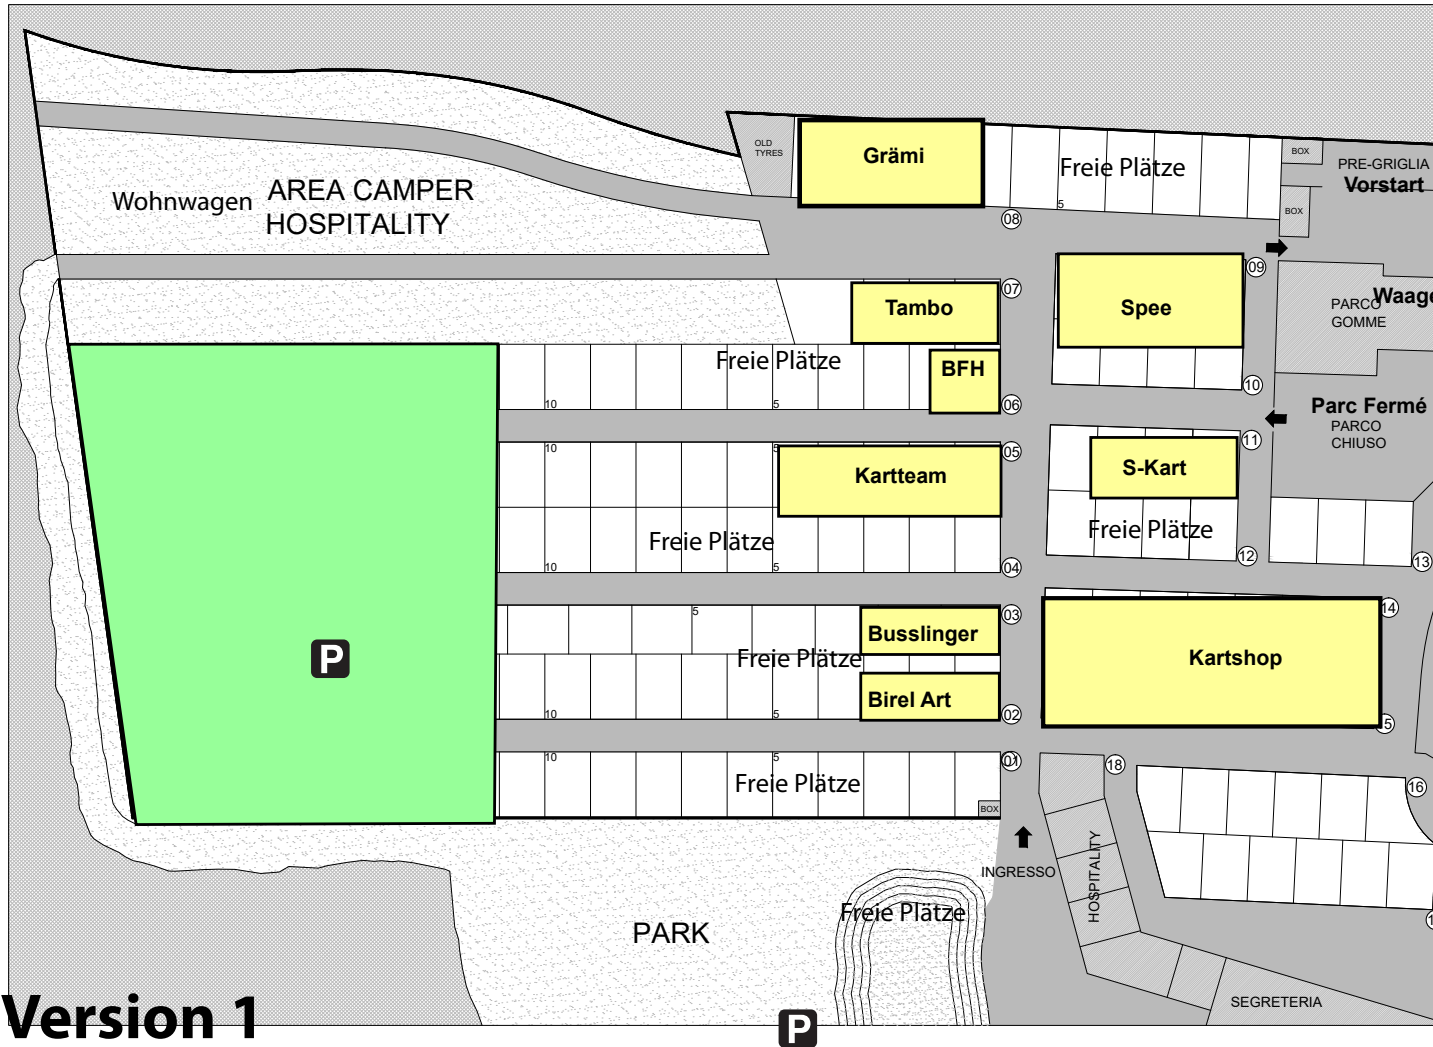 OLD
TYRES
Grämi
Freie Plätze
5
BOX
PRE-GRIGLIA
Vorstart
BOX
Wohnwagen
AREA CAMPER
HOSPITALITY
08
09
07
Tambo
Spee
PARCO
GOMME
Waage
Freie Plätze
BFH
10
5
06
10
Parc Fermé
PARCO
CHIUSO
10
5
05
11
Kartteam
S-Kart
Freie Plätze
Freie Plätze
10
5
04
12
13
5
03
14
Busslinger
Freie Plätze
Kartshop
P
Birel Art
10
5
02
5
10
5
01
18
Freie Plätze
BOX
16
INGRESSO
HOSPITALITY
Freie Plätze
PARK
1
SEGRETERIA
Version 1
P